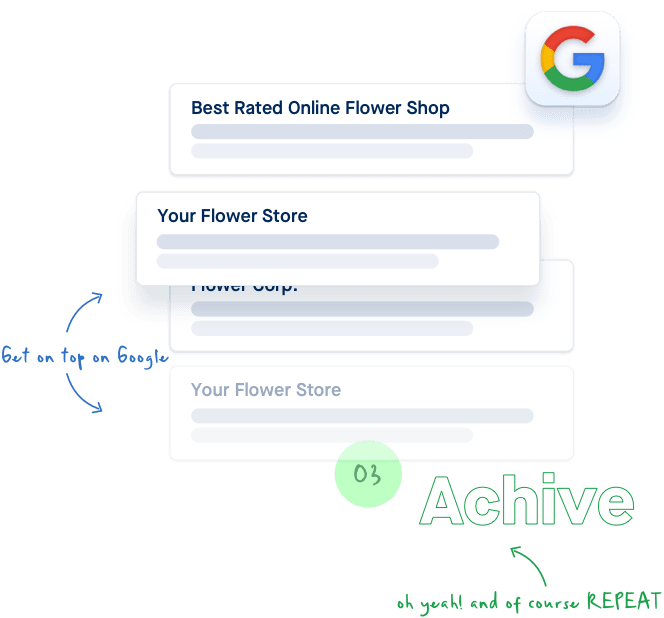 Best Rated Online Flower Shop
Your Flower Store
Flower Corp.
Get on top on Google
Your Flower Store
03
Achive
oh yeah! and of course REPEAT